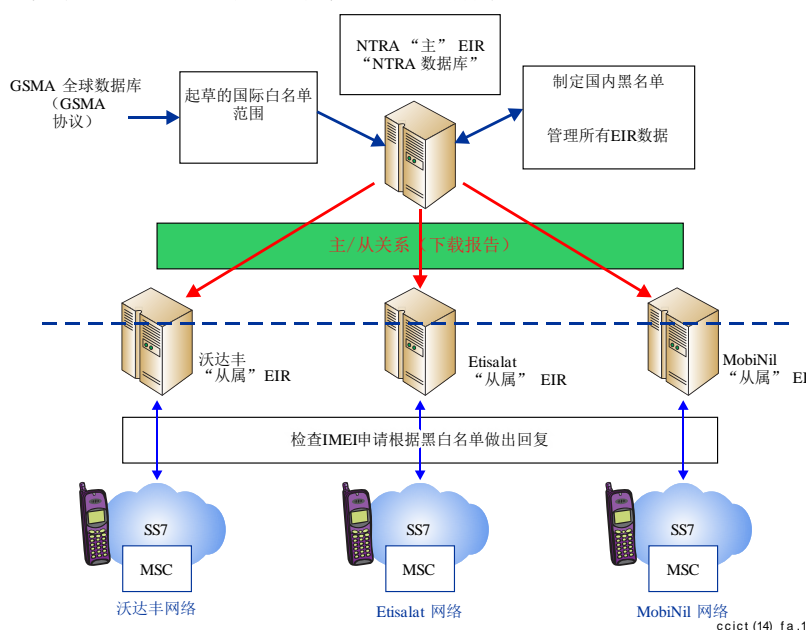 NTRA “主” EIR
“NTRA 数据库”
GSMA 全球数据库
（GSMA
协议）
起草的国际白名单
范围
制定国内黑名单
管理所有EIR数据
主/从关系（下载报告）
沃达丰
“从属” EIR
Etisalat
“从属” EIR
MobiNil
“从属” EI
检查IMEI申请根据黑白名单做出回复
SS7
MSC
SS7
MSC
SS7
MSC
沃达丰网络
Etisalat 网络
MobiNil 网络
ccict(14)_fa.1